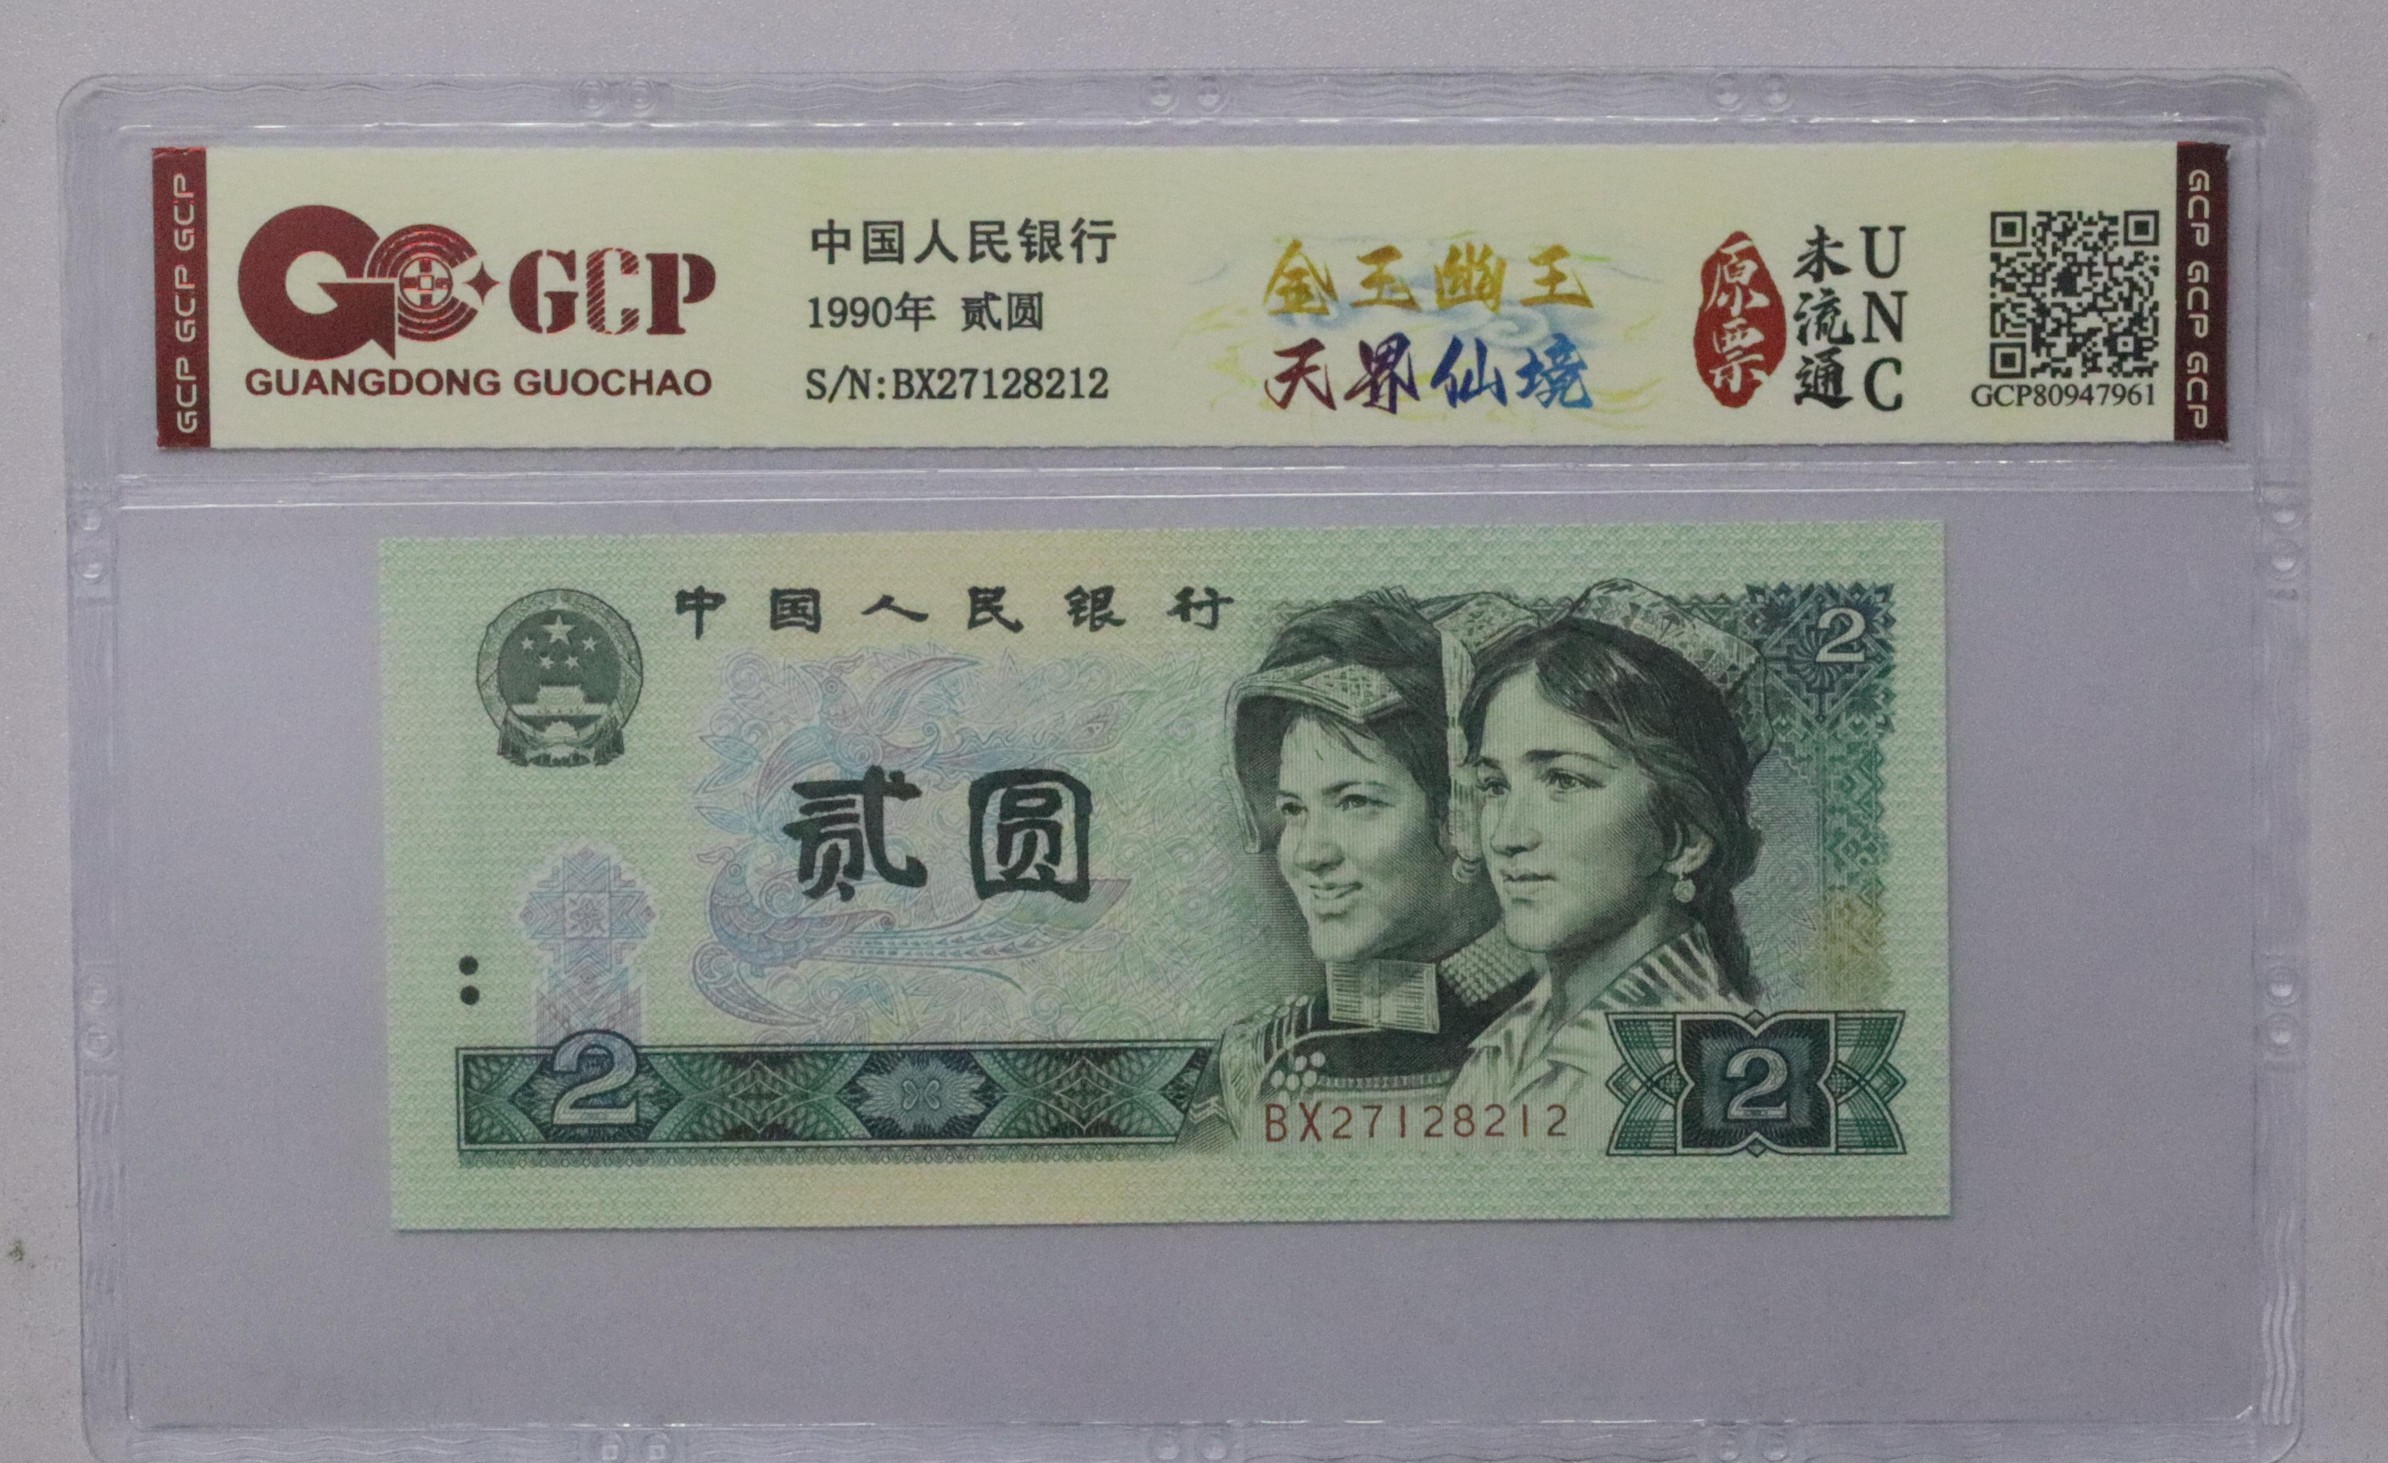 GCP GCP GCP
GCP
GUANGDONG GUOCHAO
中国人民银行
1990年 贰圆
S/N:BX27128212
金玉幽王
天界仙境
原票
未流通
UNC
GCP80947961
GCP GCP GCP
中国人民银行
2
贰圆
2
BX27128212
2